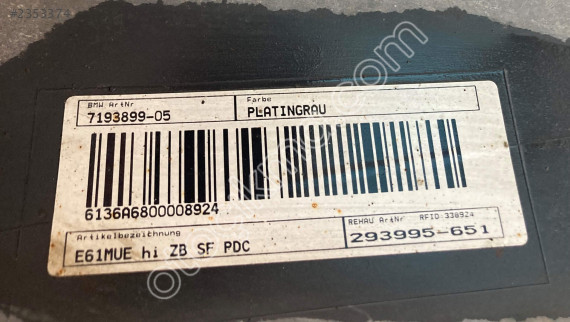 #2353374
BMW ArtNr
7193899-05
Farbe
PLATINGRAU
6136A6800008924
Artikelbezeichnung
E61MUE hi ZB SF PDC
REHAU ArtNr RFID-338924
293995-651